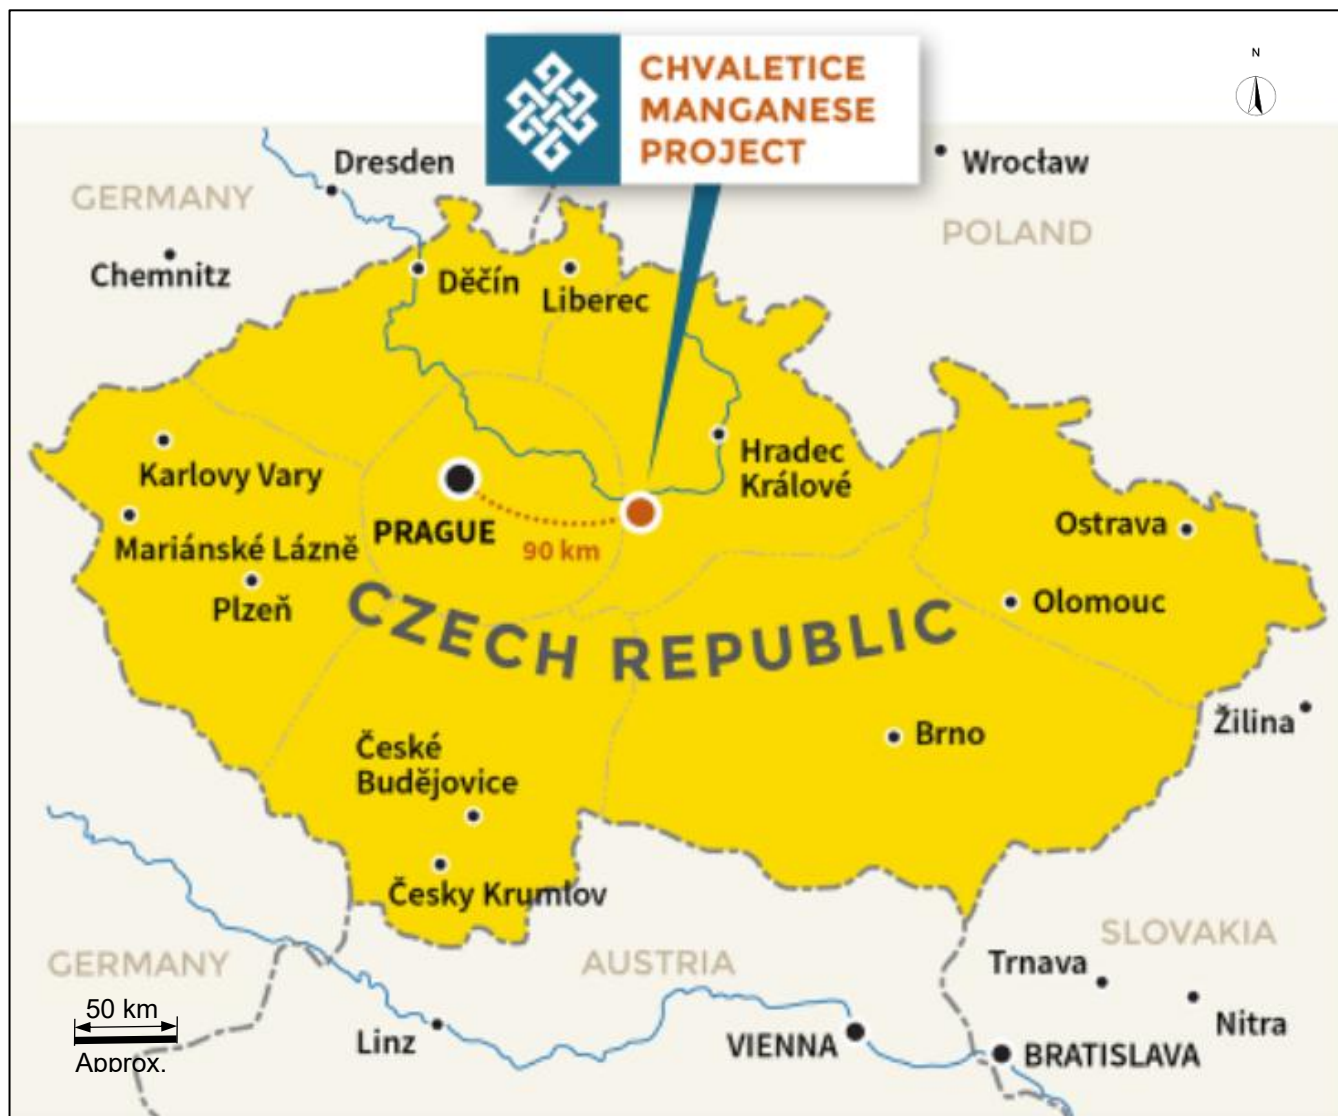 CHVALETICE
MANGANESE
PROJECT
N
Dresden
Wrocław
GERMANY
POLAND
Chemnitz
Děčín
Liberec
Hradec
Králové
Karlovy Vary
PRAGUE
90 km
Ostrava
Mariánské Lázně
Plzeň
Olomouc
CZECH REPUBLIC
Žilina
Brno
České
Budějovice
Česky Krumlov
SLOVAKIA
GERMANY
AUSTRIA
Trnava
50 km
Approx.
Linz
VIENNA
Nitra
BRATISLAVA